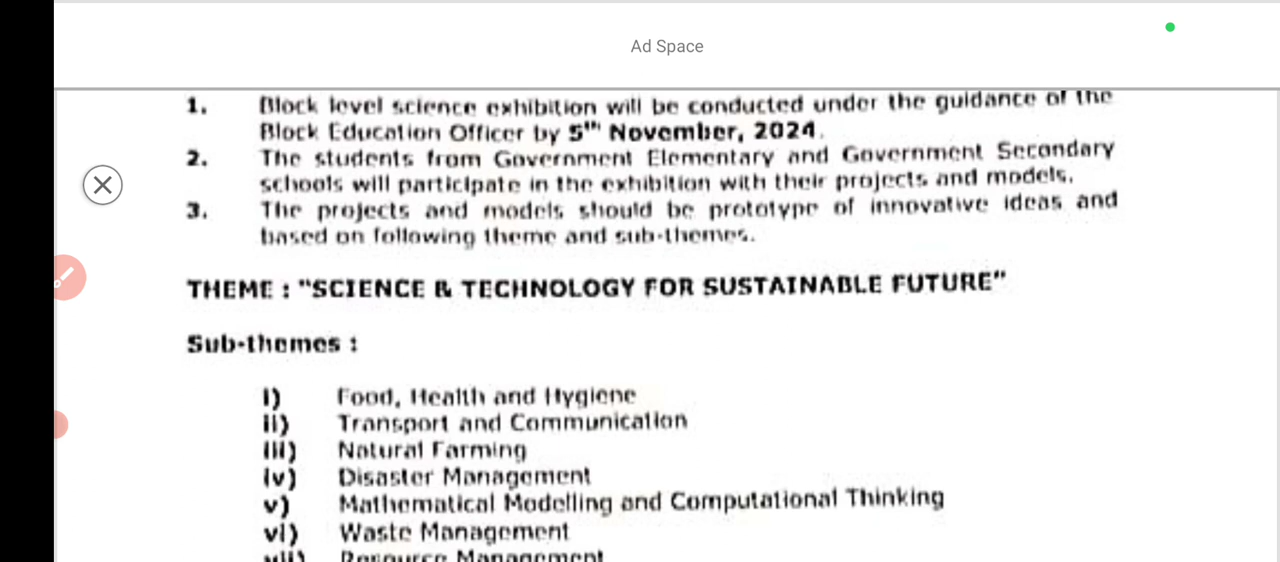 Ad Space
1. Block level science exhibition will be conducted under the guidance of the
Block Education Officer by 5th November, 2024.
2. The students from Government Elementary and Government Secondary
schools will participate in the exhibition with their projects and models.
3. The projects and models should be prototype of innovative ideas and
based on following theme and sub-themes.
THEME : "SCIENCE & TECHNOLOGY FOR SUSTAINABLE FUTURE"
Sub-themes :
i) Food, Health and Hygiene
ii) Transport and Communication
iii) Natural Farming
iv) Disaster Management
v) Mathematical Modelling and Computational Thinking
vi) Waste Management
vii) Resource Management